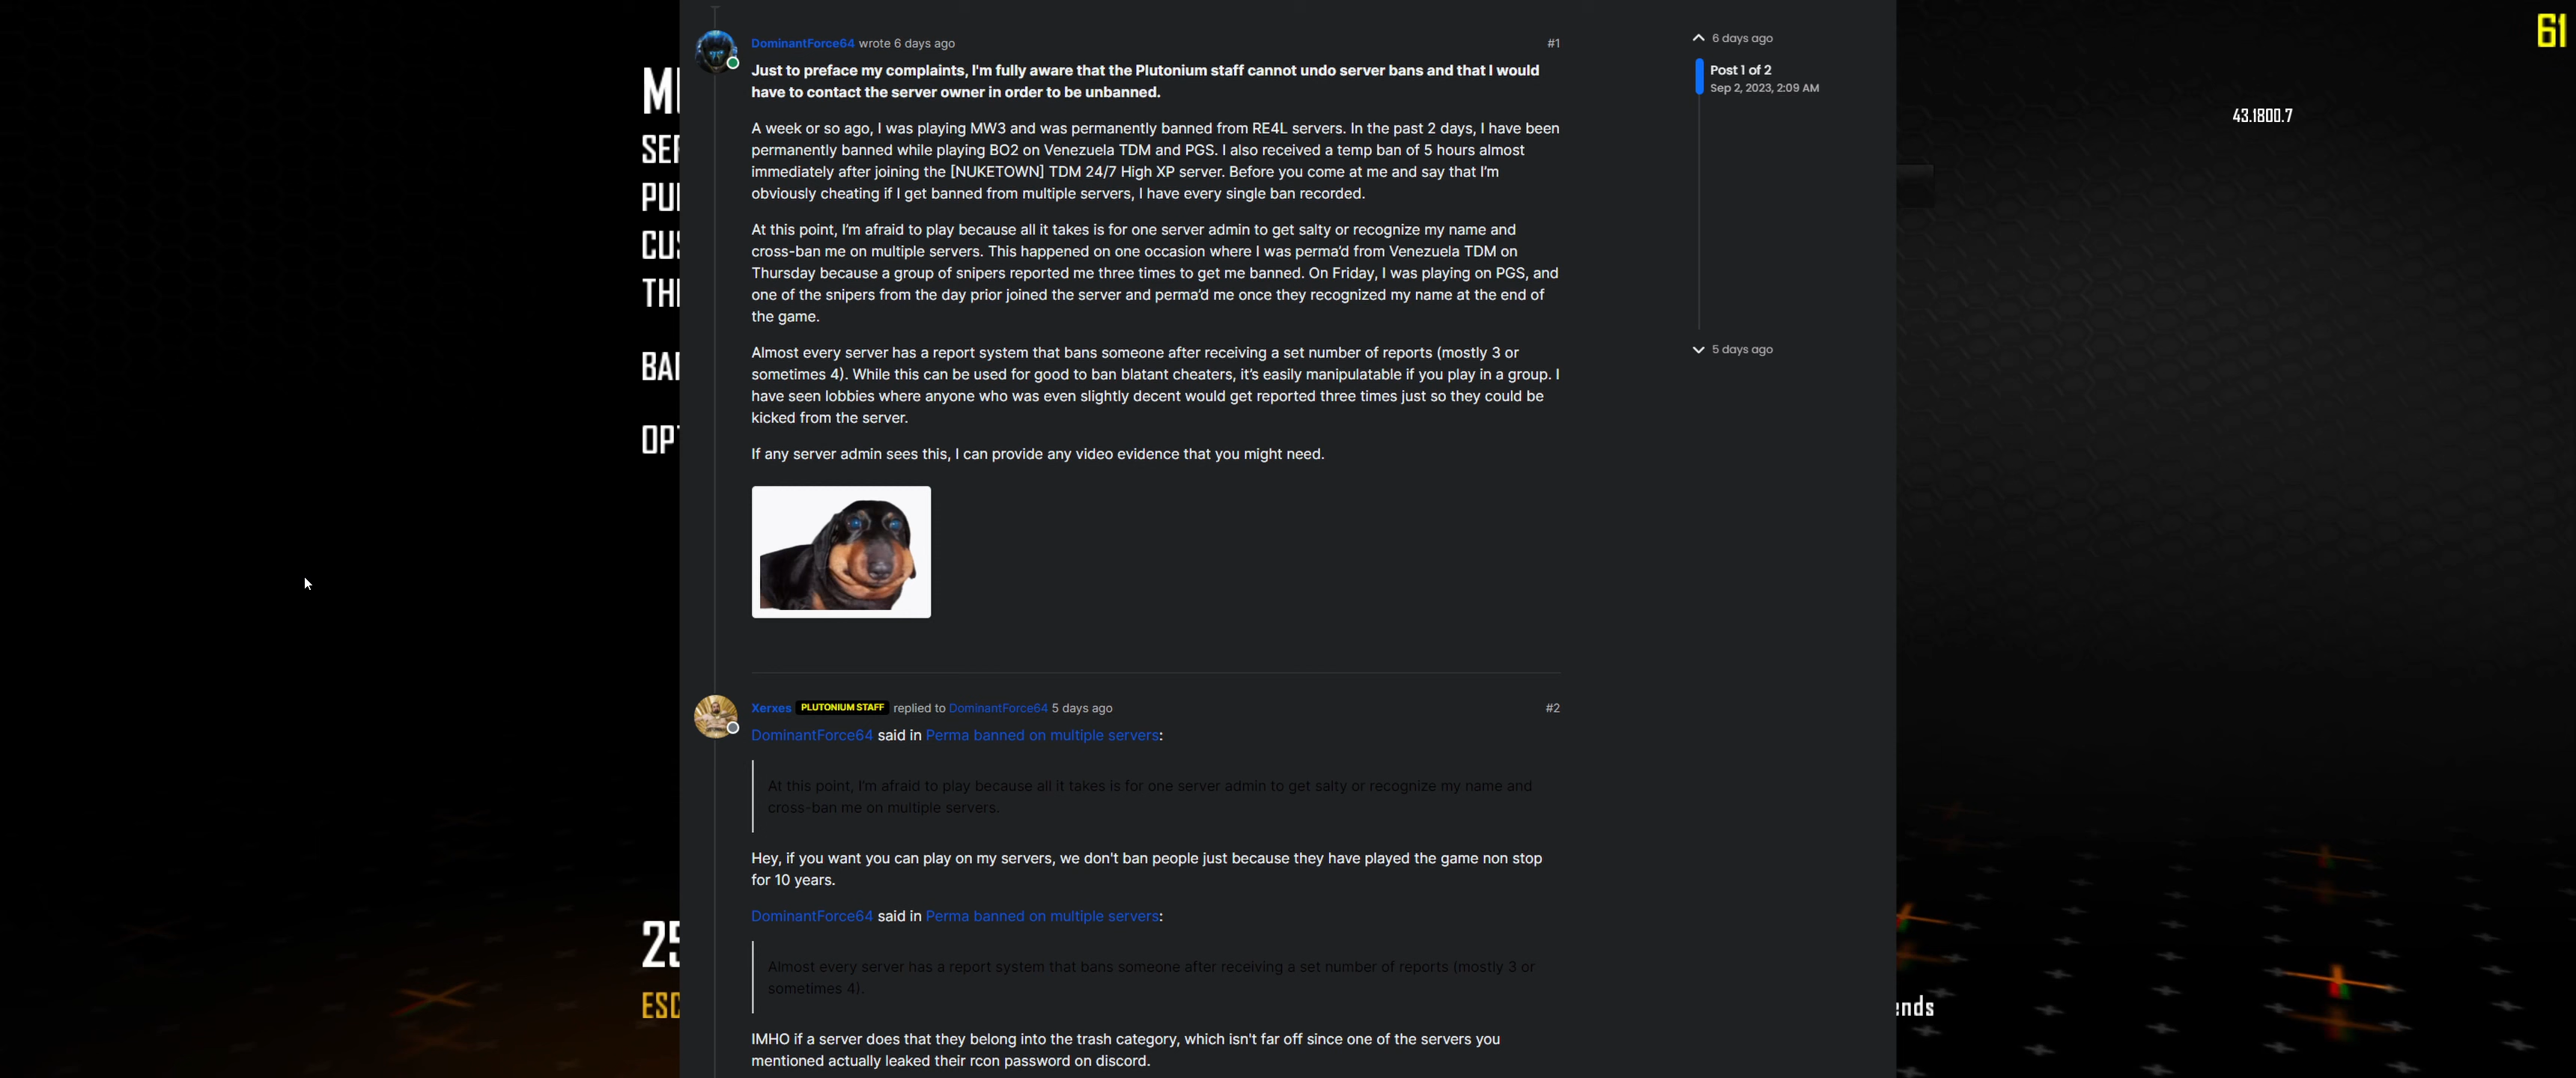 61
43.1800.7
DominantForce64 wrote 6 days ago
#1
Just to preface my complaints, I'm fully aware that the Plutonium staff cannot undo server bans and that I would
have to contact the server owner in order to be unbanned.
A week or so ago, I was playing MW3 and was permanently banned from RE4L servers. In the past 2 days, I have been
permanently banned while playing BO2 on Venezuela TDM and PGS. I also received a temp ban of 5 hours almost
immediately after joining the [NUKETOWN] TDM 24/7 High XP server. Before you come at me and say that I'm
obviously cheating if I get banned from multiple servers, I have every single ban recorded.
At this point, I'm afraid to play because all it takes is for one server admin to get salty or recognize my name and
cross-ban me on multiple servers. This happened on one occasion where I was perma'd from Venezuela TDM on
Thursday because a group of snipers reported me three times to get me banned. On Friday, I was playing on PGS, and
one of the snipers from the day prior joined the server and perma'd me once they recognized my name at the end of
the game.
Almost every server has a report system that bans someone after receiving a set number of reports (mostly 3 or
sometimes 4). While this can be used for good to ban blatant cheaters, it's easily manipulatable if you play in a group. I
have seen lobbies where anyone who was even slightly decent would get reported three times just so they could be
kicked from the server.
If any server admin sees this, I can provide any video evidence that you might need.
6 days ago
Post 1 of 2
Sep 2, 2023, 2:09 AM
5 days ago
Xerxes PLUTONIUM STAFF replied to DominantForce64 5 days ago
#2
DominantForce64 said in Perma banned on multiple servers:
At this point, I'm afraid to play because all it takes is for one server admin to get salty or recognize my name and
cross-ban me on multiple servers.
Hey, if you want you can play on my servers, we don't ban people just because they have played the game non stop
for 10 years.
DominantForce64 said in Perma banned on multiple servers:
Almost every server has a report system that bans someone after receiving a set number of reports (mostly 3 or
sometimes 4).
IMHO if a server does that they belong into the trash category, which isn't far off since one of the servers you
mentioned actually leaked their rcon password on discord.
SE
PU
TH
OP
25
ESC
ends